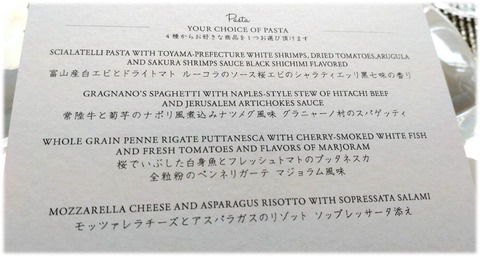 Pasta
YOUR CHOICE OF PASTA
4種からお好きな商品を1つお選び頂けます
SCIALATELLI PASTA WITH TOYAMA-PREFECTURE WHITE SHRIMPS, DRIED TOMATOES,ARUGULA
AND SAKURA SHRIMPS SAUCE BLACK SHICHIMI FLAVORED
富山産白エビとドライトマト ルーコラのソース桜エビのシャラティエッリ黒七味の香り
GRAGNANO'S SPAGHETTI WITH NAPLES-STYLE STEW OF HITACHI BEEF
AND JERUSALEM ARTICHOKES SAUCE
常陸牛と菊芋のナポリ風煮込みナツメグ風味 グラニャーノ村のスパゲッティ
WHOLE GRAIN PENNE RIGATE PUTTANESCA WITH CHERRY-SMOKED WHITE FISH
AND FRESH TOMATOES AND FLAVORS OF MARJORAM
桜でいぶした白身魚とフレッシュトマトのプッタネスカ
全粒粉のペンネリガーテ マジョラム風味
MOZZARELLA CHEESE AND ASPARAGUS RISOTTO WITH SOPRESSATA SALAMI
モッツァレラチーズとアスパラガスのリゾット ソップレッサータ添え